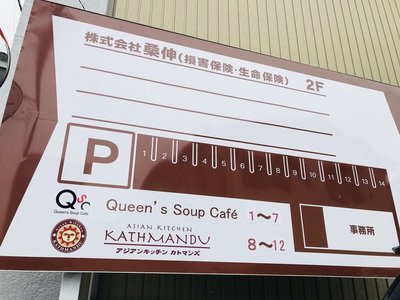 株式会社桑伸(損害保険・生命保険) 2F
P
1 2 3 4 5 6 7 8 9 10 11 12 13 14
QSC
Queen's Soup Cafe
Queen's Soup Café 1〜7
事務所
KATHMANDU
ASIAN KITCHEN
KATHMANDU
アジアンキッチン カトマンズ
8〜12